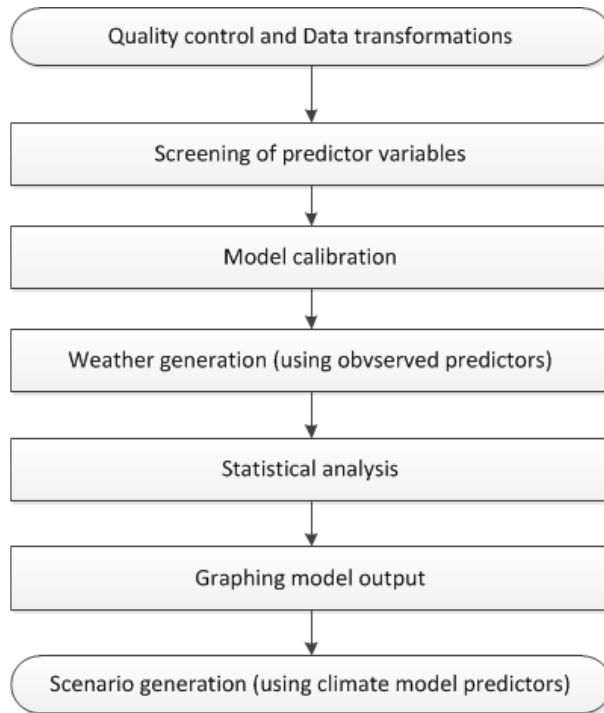 Quality control and Data transformations
Screening of predictor variables
Model calibration
Weather generation (using obvserved predictors)
Statistical analysis
Graphing model output
Scenario generation (using climate model predictors)